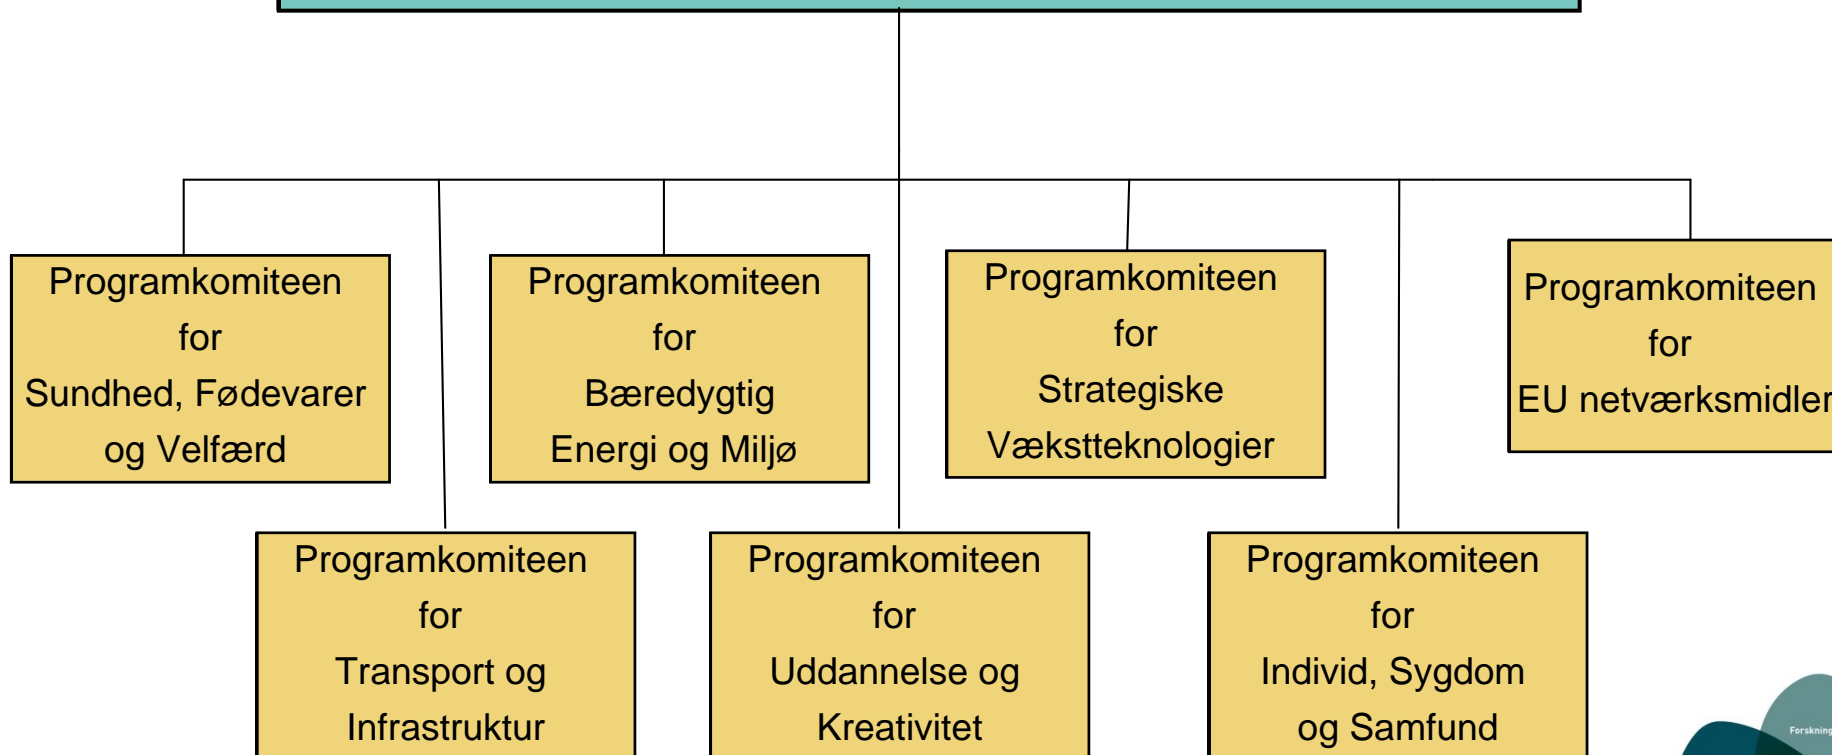 Programkomiteen
for
Sundhed, Fødevarer
og Velfærd
Programkomiteen
for
Bæredygtig
Energi og Miljø
Programkomiteen
for
Strategiske
Vækstteknologier
Programkomiteen
for
EU netværksmidler
Programkomiteen
for
Transport og
Infrastruktur
Programkomiteen
for
Uddannelse og
Kreativitet
Programkomiteen
for
Individ, Sygdom
og Samfund
Forskning